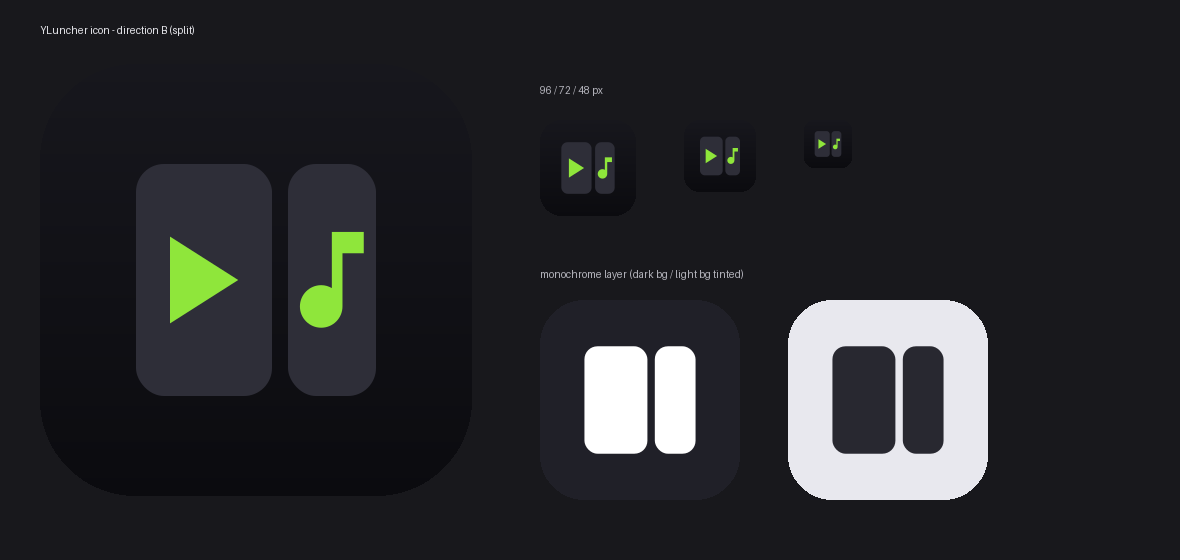 YLuncher icon - direction B (split)
96 / 72 / 48 px
monochrome layer (dark bg / light bg tinted)